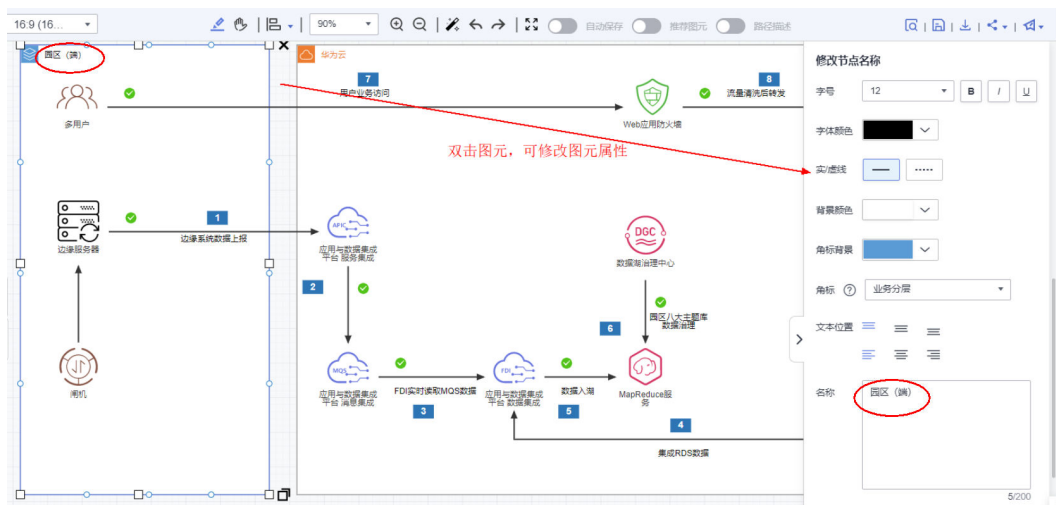 16:9 (16...
90%
自动保存
推荐图元
路径描述
园区（端）
华为云
修改节点名称
7
用户业务访问
8
流量清洗后转发
多用户
Web应用防火墙
字号
12
B
I
U
字体颜色
双击图元，可修改图元属性
实/虚线
背景颜色
1
边缘系统数据上报
边缘服务器
APIC
应用与数据集成
平台 服务集成
DGC
数据湖治理中心
角标背景
2
角标
业务分层
园区八大主题库
数据治理
6
文本位置
闸机
MQS
应用与数据集成
平台 消息集成
FDI实时读取MQS数据
3
FDI
应用与数据集成
平台 数据集成
数据入湖
5
MapReduce服
务
4
集成RDS数据
名称
园区（端）
5/200